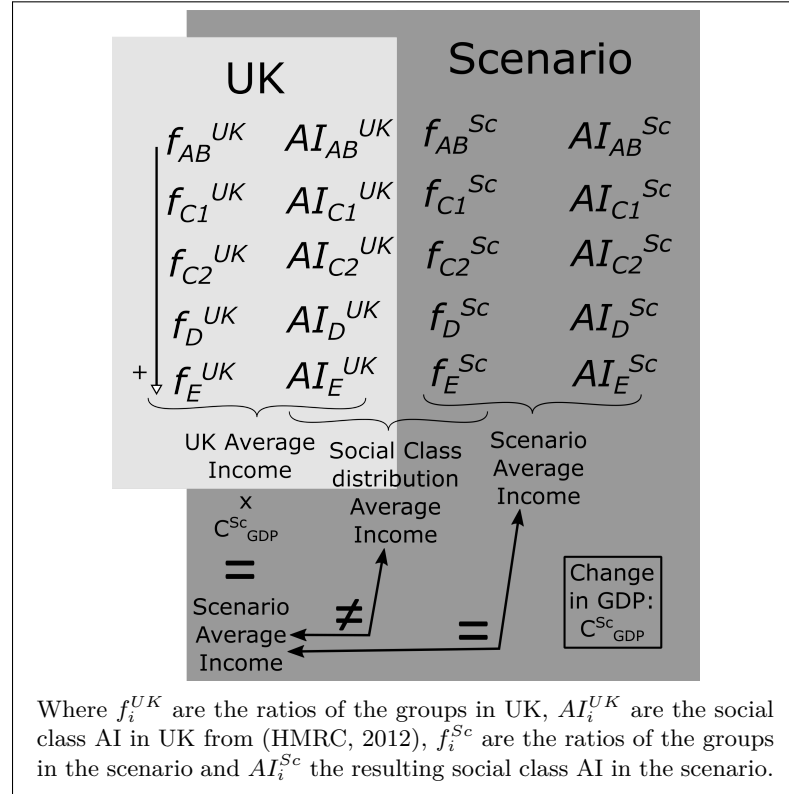 UK Scenario
f_AB^UK AI_AB^UK f_AB^Sc AI_AB^Sc
f_C1^UK AI_C1^UK f_C1^Sc AI_C1^Sc
f_C2^UK AI_C2^UK f_C2^Sc AI_C2^Sc
f_D^UK AI_D^UK f_D^Sc AI_D^Sc
+ f_E^UK AI_E^UK f_E^Sc AI_E^Sc
UK Average
Income
x
C^Sc_GDP
=
Scenario
Average
Income
Social Class
distribution
Average
Income
≠
Scenario
Average
Income
=
Change
in GDP:
C^Sc_GDP
Where f_i^UK are the ratios of the groups in UK, AI_i^UK are the social
class AI in UK from (HMRC, 2012), f_i^Sc are the ratios of the groups
in the scenario and AI_i^Sc the resulting social class AI in the scenario.